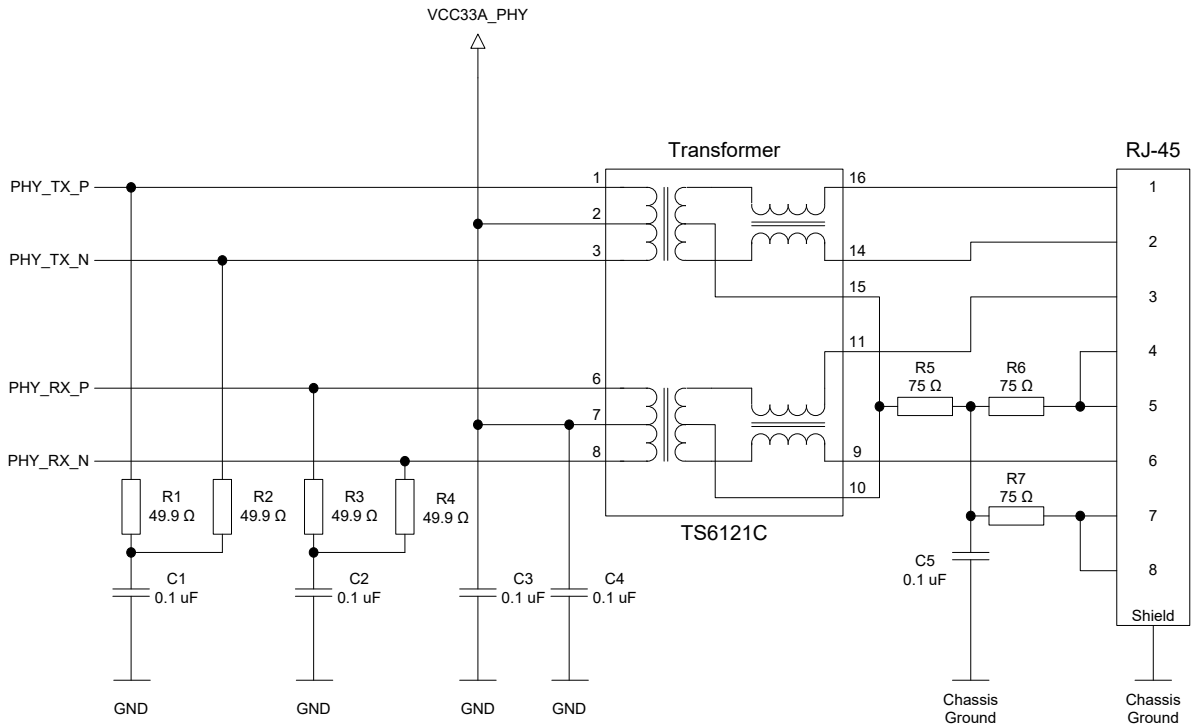 VCC33A_PHY
Transformer
RJ-45
PHY_TX_P
1
16
1
2
2
PHY_TX_N
3
14
15
3
11
4
PHY_RX_P
6
R5
75 Ω
R6
75 Ω
5
7
PHY_RX_N
8
9
6
10
R1
49.9 Ω
R2
49.9 Ω
R3
49.9 Ω
R4
49.9 Ω
R7
75 Ω
7
TS6121C
C1
0.1 uF
C2
0.1 uF
C3
0.1 uF
C4
0.1 uF
C5
0.1 uF
8
Shield
GND
GND
GND
GND
Chassis
Ground
Chassis
Ground